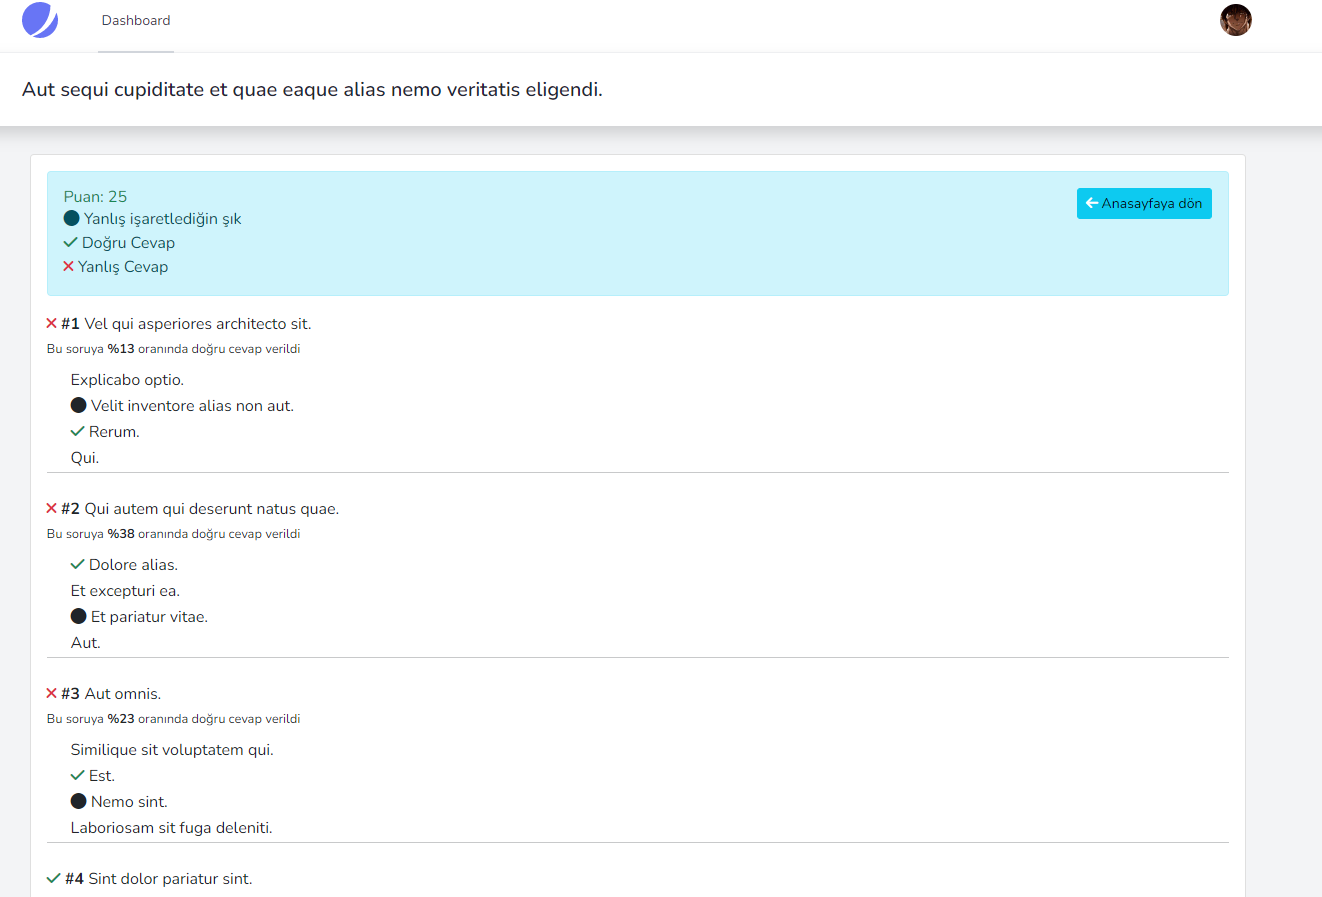 Dashboard
Aut sequi cupiditate et quae eaque alias nemo veritatis eligendi.
Puan: 25
Yanlış işaretlediğin şık
Doğru Cevap
Yanlış Cevap
Anasayfaya dön
#1 Vel qui asperiores architecto sit.
Bu soruya %13 oranında doğru cevap verildi
Explicabo optio.
Velit inventore alias non aut.
Rerum.
Qui.
#2 Qui autem qui deserunt natus quae.
Bu soruya %38 oranında doğru cevap verildi
Dolore alias.
Et excepturi ea.
Et pariatur vitae.
Aut.
#3 Aut omnis.
Bu soruya %23 oranında doğru cevap verildi
Similique sit voluptatem qui.
Est.
Nemo sint.
Laboriosam sit fuga deleniti.
#4 Sint dolor pariatur sint.